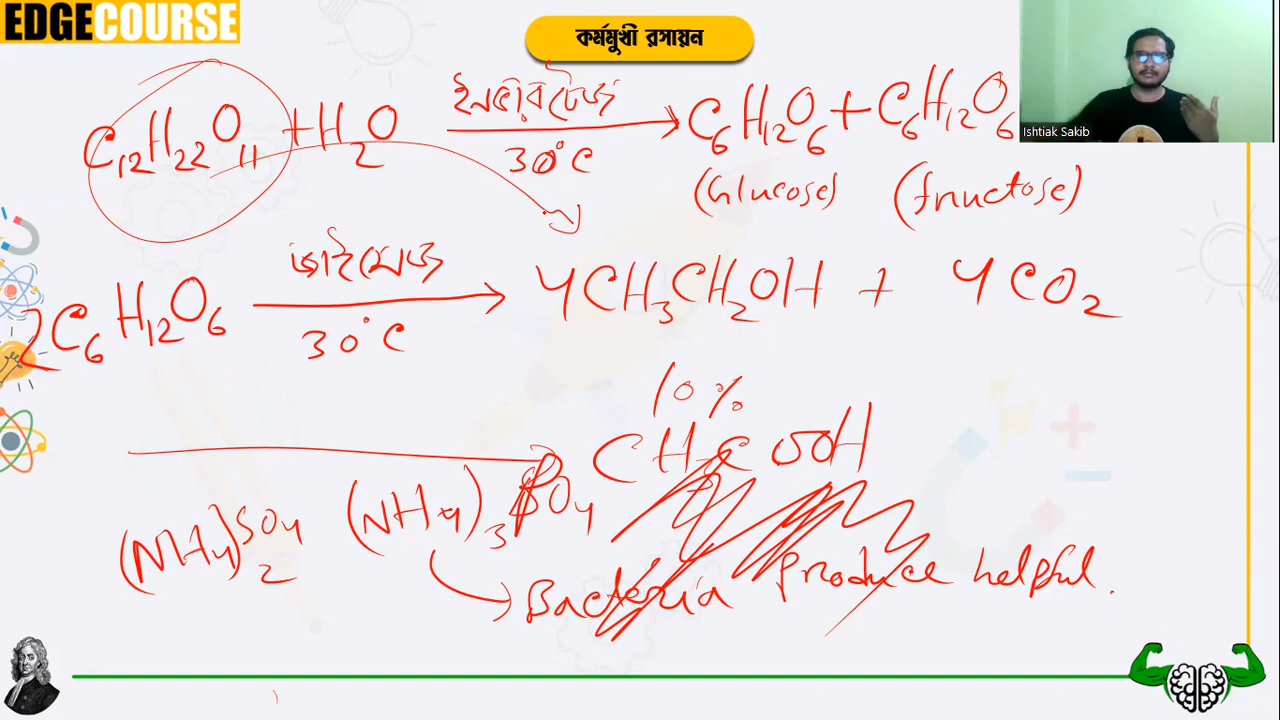 EDGECOURSE
কর্মমুখী রসায়ন
Ishtiak Sakib
C12H22O11 + H2O ইনভারটেজ 30°C → C6H12O6 + C6H12O6
(Glucose) (fructose)
2C6H12O6 জাইমেজ 30°C → 4CH3CH2OH + 4CO2
10%
CH3COOH
(NH4)2SO4 (NH4)3PO4
Bacteria Produce helpful.